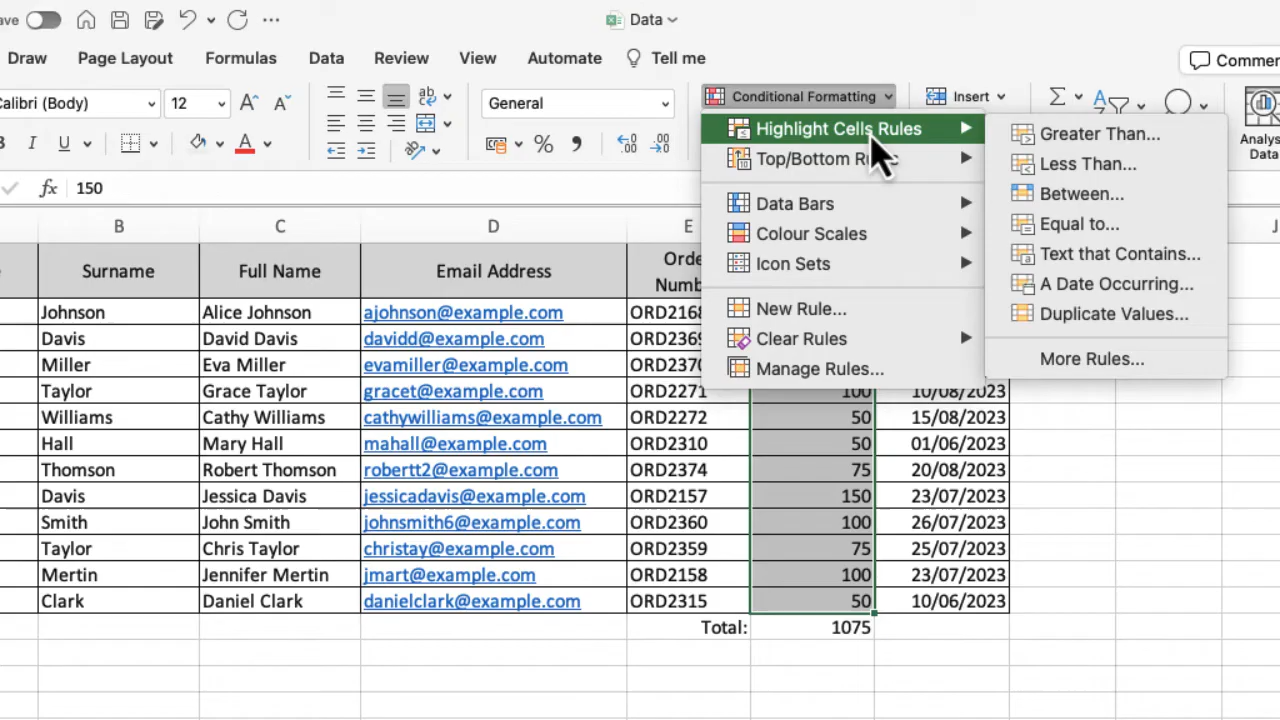 ave
Data
Draw Page Layout Formulas Data Review View Automate Tell me
Calibri (Body) 12 General Conditional Formatting Insert
B I U
Highlight Cells Rules
Top/Bottom
Data Bars
Colour Scales
Icon Sets
New Rule...
Clear Rules
Manage Rules...
Greater Than...
Less Than...
Between...
Equal to...
Text that Contains...
A Date Occurring...
Duplicate Values...
More Rules...
Data
fx 150
B C D E J
Surname Full Name Email Address
Johnson Alice Johnson ajohnson@example.com
Davis David Davis davidd@example.com
Miller Eva Miller evamiller@example.com
Taylor Grace Taylor gracet@example.com ORD2271 100 10/08/2023
Williams Cathy Williams cathywilliams@example.com ORD2272 50 15/08/2023
Hall Mary Hall mahall@example.com ORD2310 50 01/06/2023
Thomson Robert Thomson robertt2@example.com ORD2374 75 20/08/2023
Davis Jessica Davis jessicadavis@example.com ORD2157 150 23/07/2023
Smith John Smith johnsmith6@example.com ORD2360 100 26/07/2023
Taylor Chris Taylor christay@example.com ORD2359 75 25/07/2023
Mertin Jennifer Mertin jmart@example.com ORD2158 100 23/07/2023
Clark Daniel Clark danielclark@example.com ORD2315 50 10/06/2023
Total: 1075